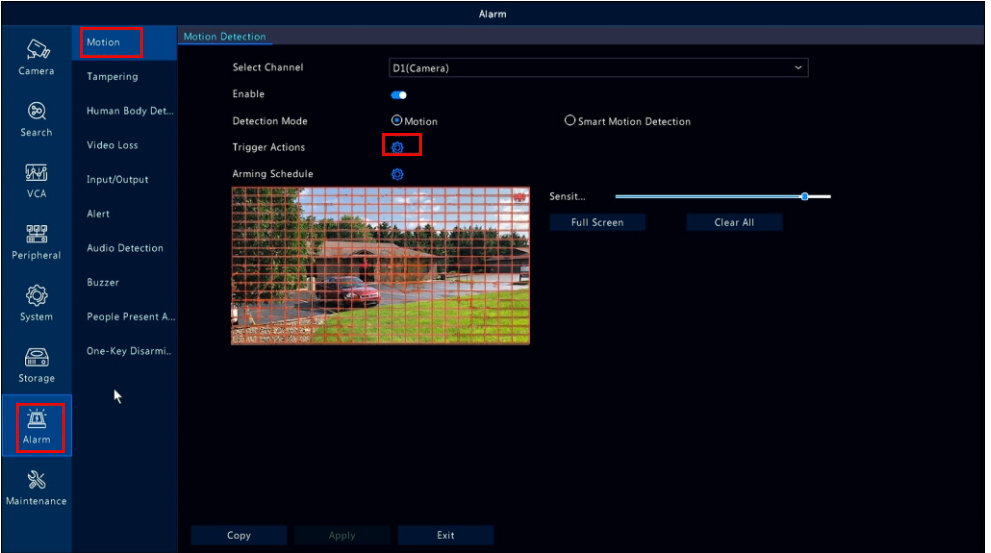 Alarm
Camera
Search
VCA
Peripheral
System
Storage
Alarm
Maintenance
Motion
Tampering
Human Body Det...
Video Loss
Input/Output
Alert
Audio Detection
Buzzer
People Present A...
One-Key Disarmi..
Motion Detection
Select Channel D1(Camera)
Enable
Detection Mode Motion Smart Motion Detection
Trigger Actions
Arming Schedule
Sensit...
Full Screen Clear All
Copy Apply Exit